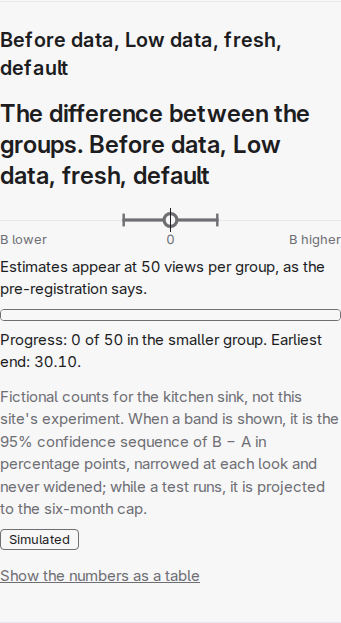 Before data, Low data, fresh,
default
The difference between the
groups. Before data, Low
data, fresh, default
B lower
0
B higher
Estimates appear at 50 views per group, as the
pre-registration says.
Progress: 0 of 50 in the smaller group. Earliest
end: 30.10.
Fictional counts for the kitchen sink, not this
site's experiment. When a band is shown, it is the
95% confidence sequence of B − A in
percentage points, narrowed at each look and
never widened; while a test runs, it is projected
to the six-month cap.
Simulated
Show the numbers as a table